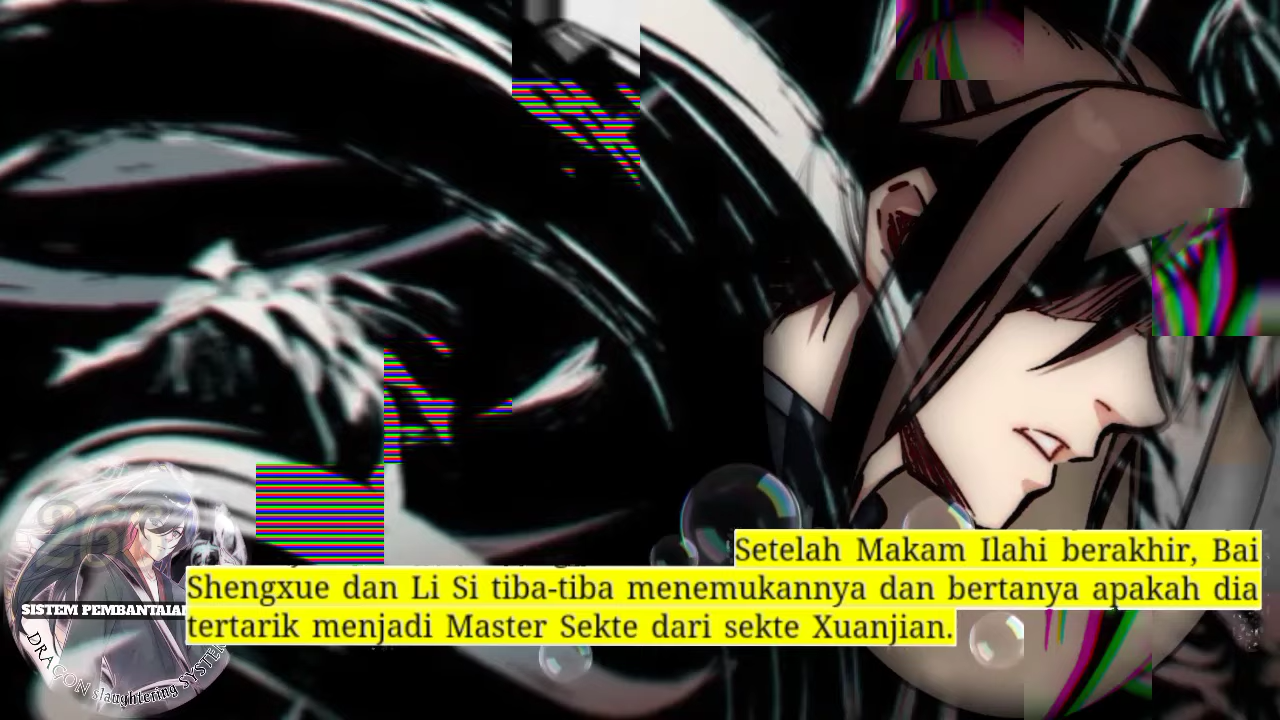 Setelah Makam Ilahi berakhir, Bai
Shengxue dan Li Si tiba-tiba menemukannya dan bertanya apakah dia
tertarik menjadi Master Sekte dari sekte Xuanjian.
SISTEM PEMBANTAIAN
DRAGON slaughtering SYSTEM